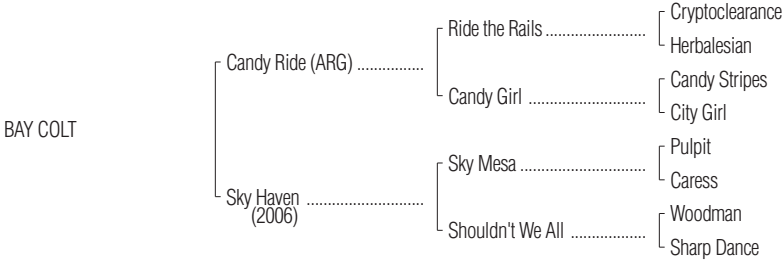 Cryptoclearance
Ride the Rails ........................
Herbalesian
Candy Ride (ARG) ................
Candy Stripes
Candy Girl ............................
City Girl
BAY COLT
Pulpit
Sky Mesa ..............................
Caress
Sky Haven ............................
(2006)
Woodman
Shouldn't We All ..................
Sharp Dance